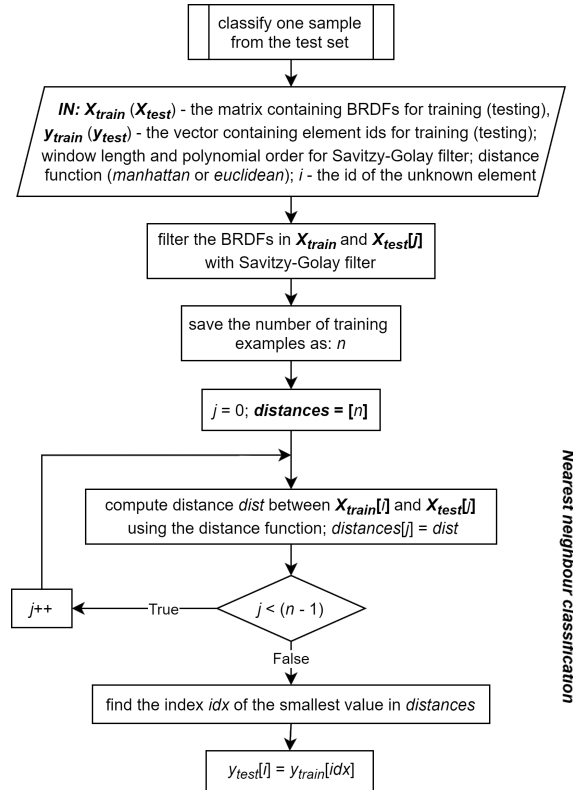 classify one sample
from the test set
IN: Xtrain (Xtest) - the matrix containing BRDFs for training (testing),
ytrain (ytest) - the vector containing element ids for training (testing);
window length and polynomial order for Savitzy-Golay filter; distance
function (manhattan or euclidean); i - the id of the unknown element
filter the BRDFs in Xtrain and Xtest[j]
with Savitzy-Golay filter
save the number of training
examples as: n
j = 0; distances = [n]
compute distance dist between Xtrain[i] and Xtest[j]
using the distance function; distances[j] = dist
j < (n - 1)
True
j++
False
find the index idx of the smallest value in distances
ytest[i] = ytrain[idx]
Nearest neighbour classification